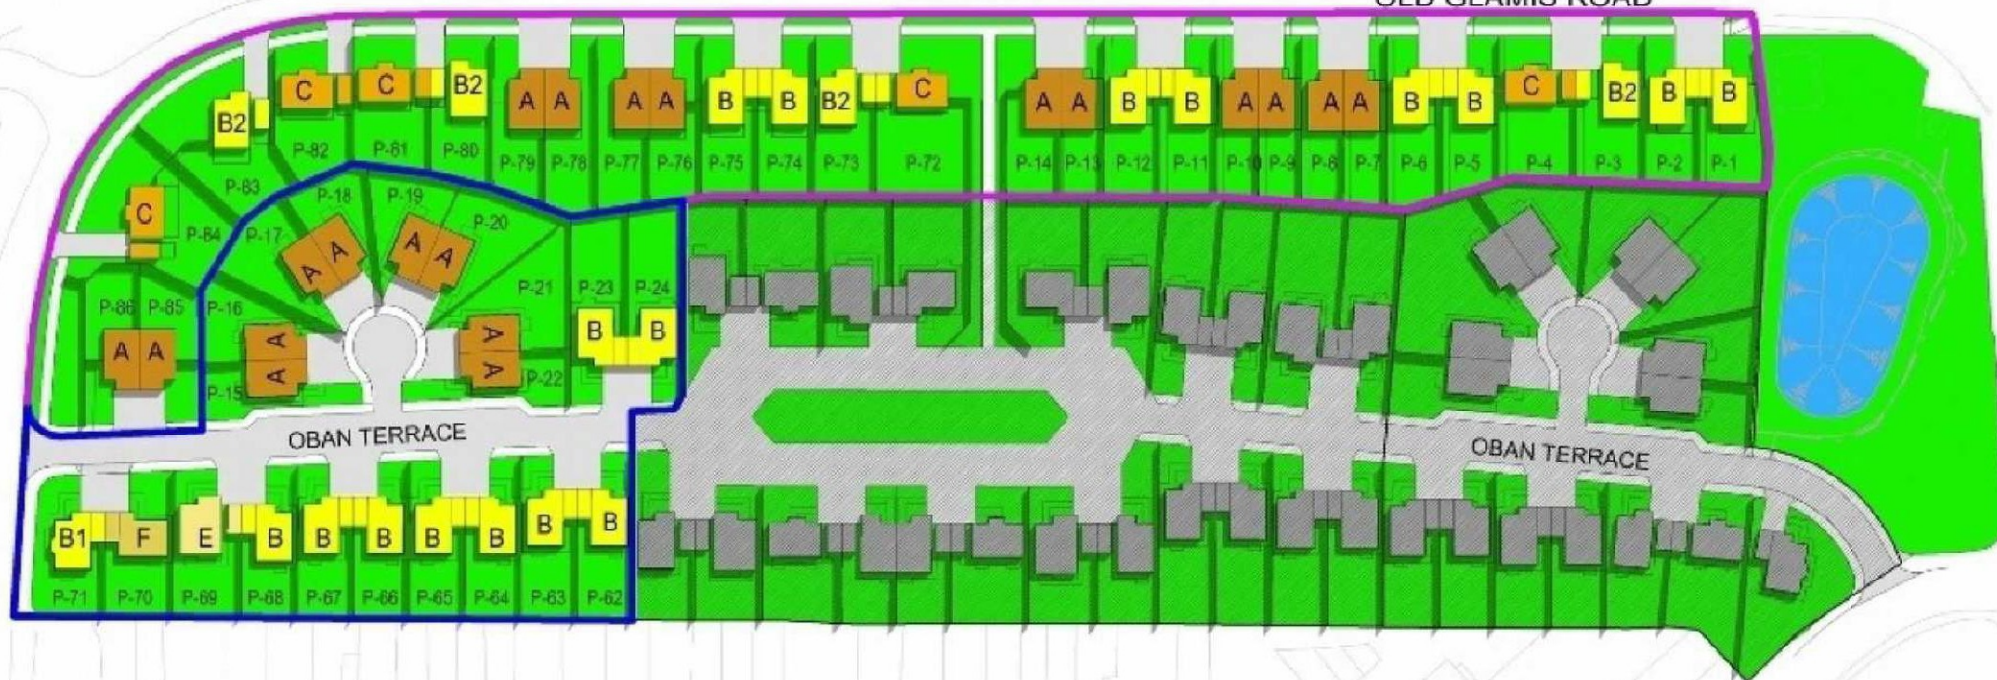 OLD GLAMIS ROAD
B2 C C B2 A A A A B B B2 C A A B B A A A A B B C B2 B B
P-82 P-81 P-80 P-79 P-78 P-77 P-76 P-75 P-74 P-73 P-72 P-14 P-13 P-12 P-11 P-10 P-9 P-8 P-7 P-6 P-5 P-4 P-3 P-2 P-1
P-83 P-18 P-19
C P-84 P-17 P-20
A A A A
P-86 P-85 P-16 P-21 P-23 P-24
A A A A B B
A A
P-15 P-22
OBAN TERRACE
OBAN TERRACE
B1 F E B B B B B B B
P-71 P-70 P-69 P-68 P-67 P-66 P-65 P-64 P-63 P-62